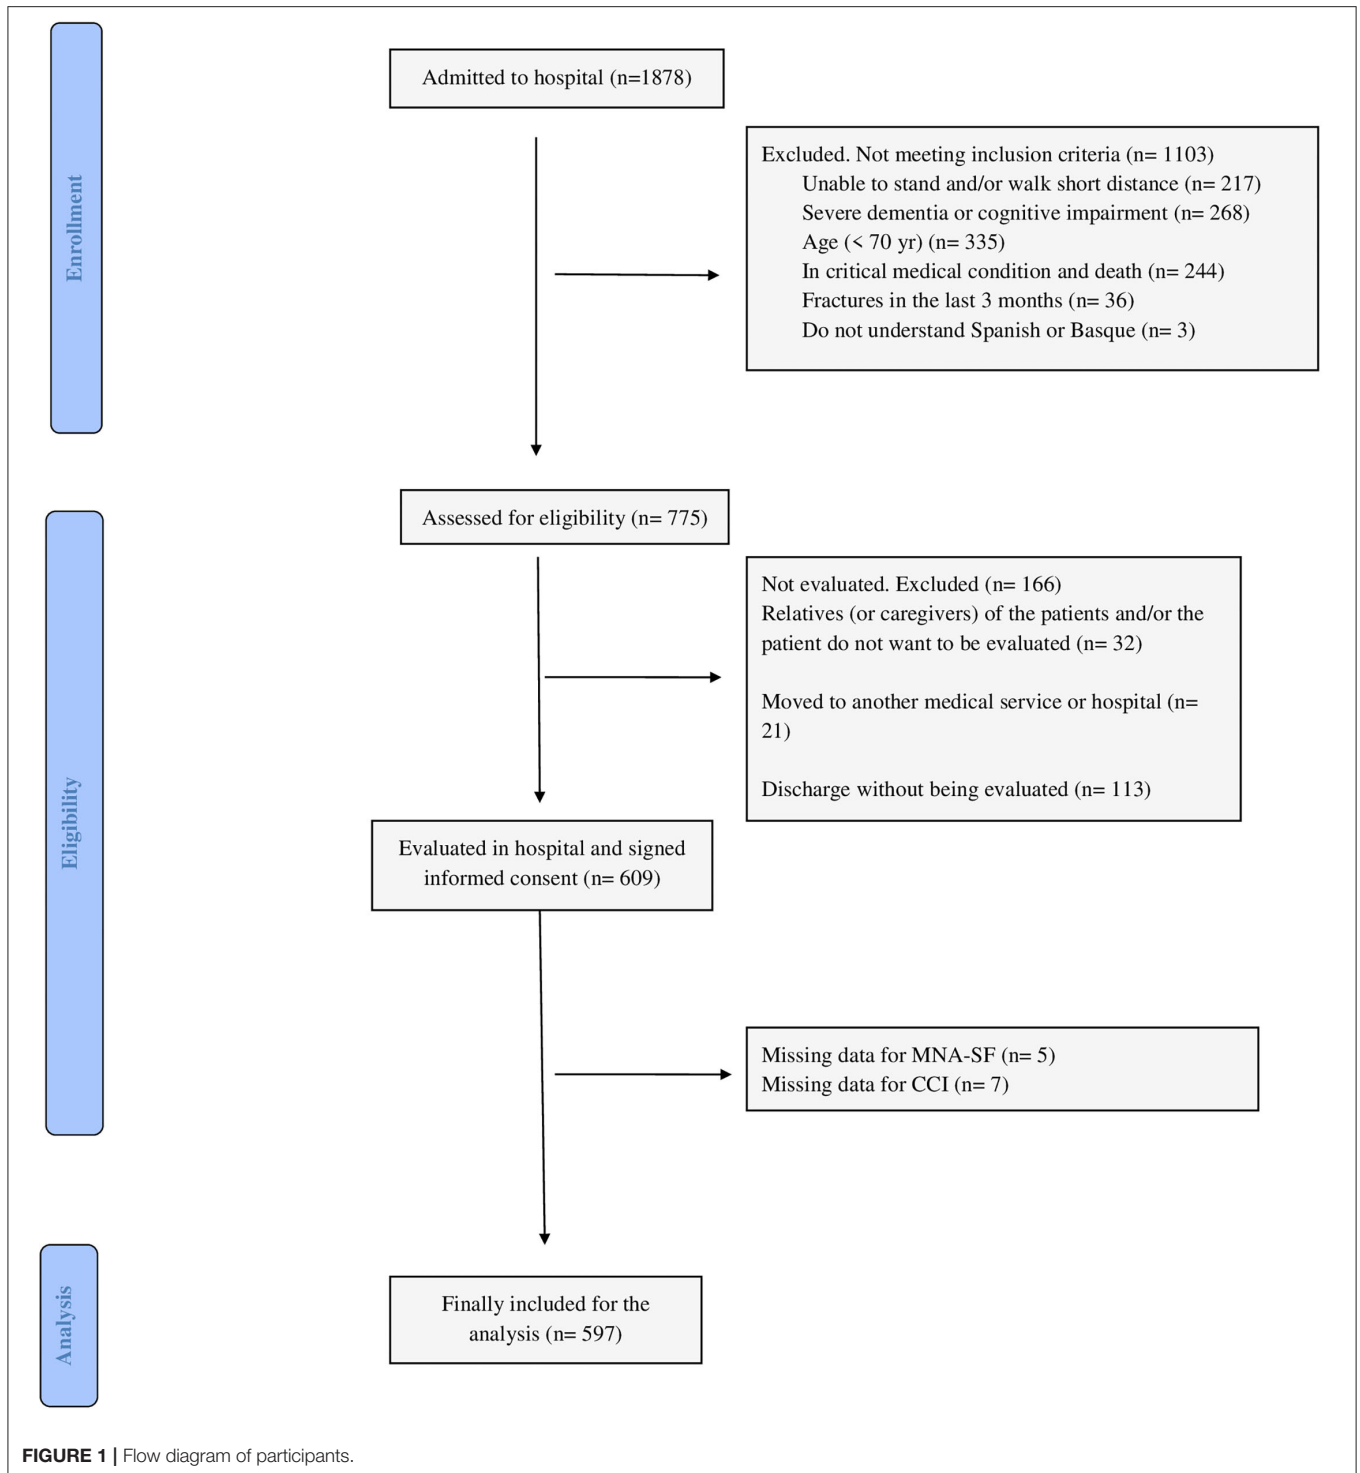 Enrollment
Admitted to hospital (n=1878)
Excluded. Not meeting inclusion criteria (n= 1103)
Unable to stand and/or walk short distance (n= 217)
Severe dementia or cognitive impairment (n= 268)
Age (< 70 yr) (n= 335)
In critical medical condition and death (n= 244)
Fractures in the last 3 months (n= 36)
Do not understand Spanish or Basque (n= 3)
Eligibility
Assessed for eligibility (n= 775)
Not evaluated. Excluded (n= 166)
Relatives (or caregivers) of the patients and/or the
patient do not want to be evaluated (n= 32)
Moved to another medical service or hospital (n=
21)
Discharge without being evaluated (n= 113)
Evaluated in hospital and signed
informed consent (n= 609)
Missing data for MNA-SF (n= 5)
Missing data for CCI (n= 7)
Analysis
Finally included for the
analysis (n= 597)
FIGURE 1 | Flow diagram of participants.